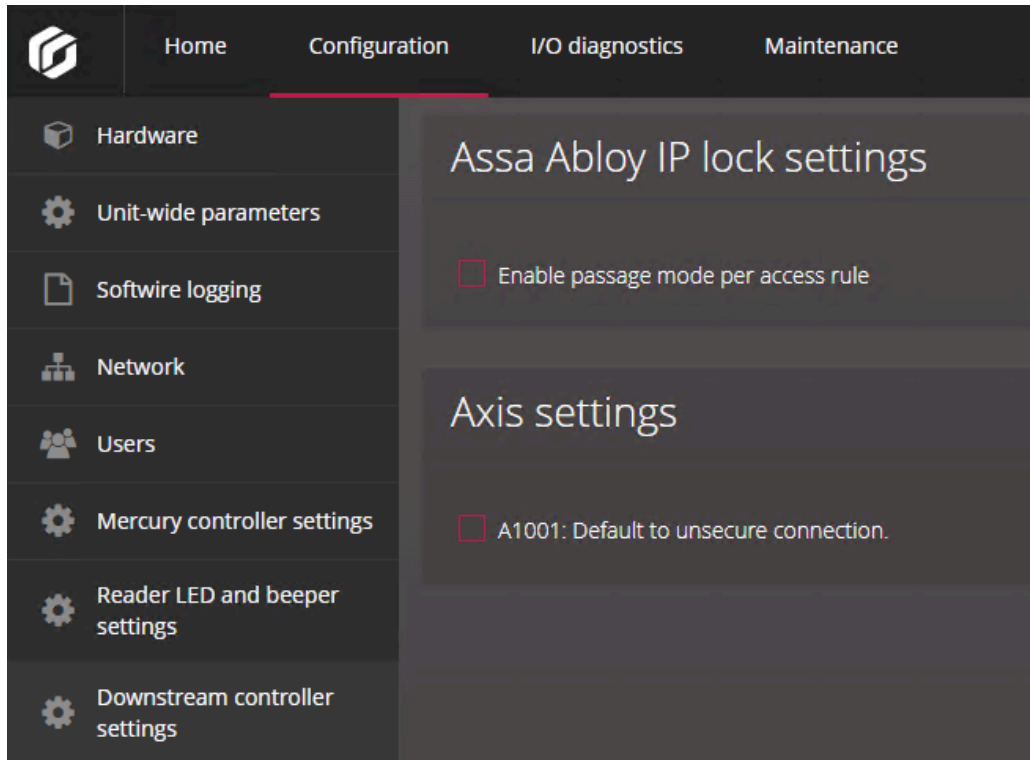 Home
Configuration
I/O diagnostics
Maintenance
Hardware
Unit-wide parameters
Softwire logging
Network
Users
Mercury controller settings
Reader LED and beeper
settings
Downstream controller
settings
Assa Abloy IP lock settings
Enable passage mode per access rule
Axis settings
A1001: Default to unsecure connection.